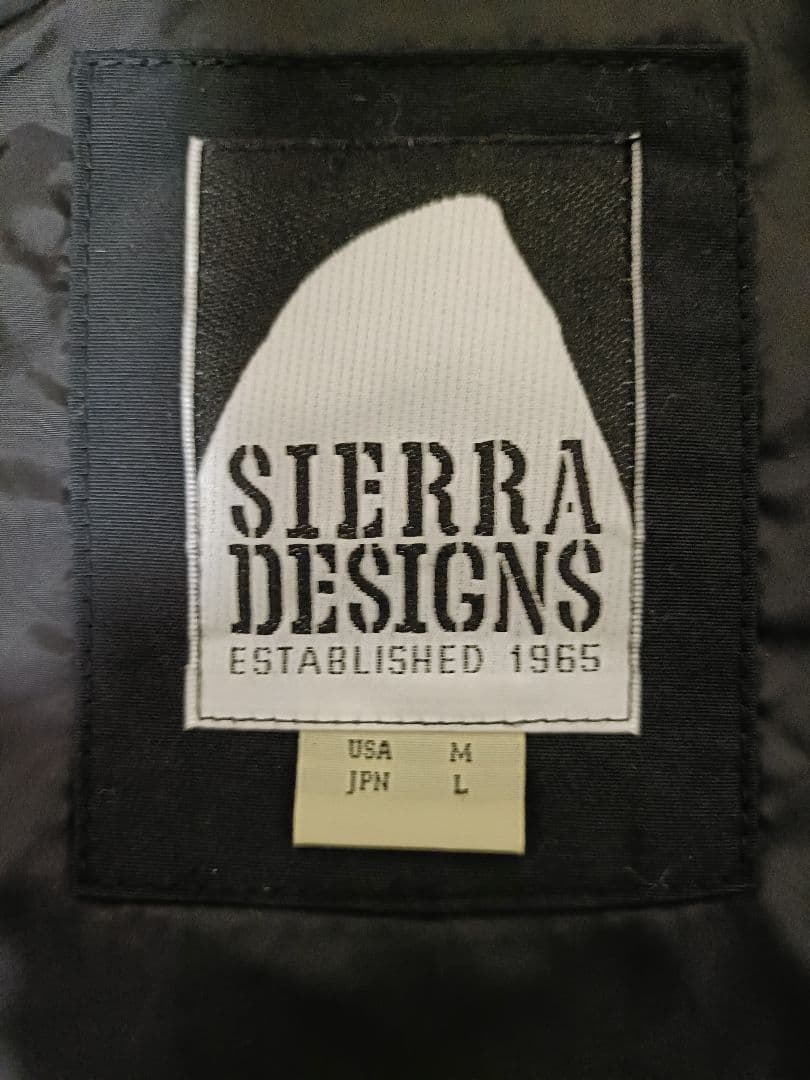 SIERRA
DESIGNS
ESTABLISHED 1965
USA M
JPN L